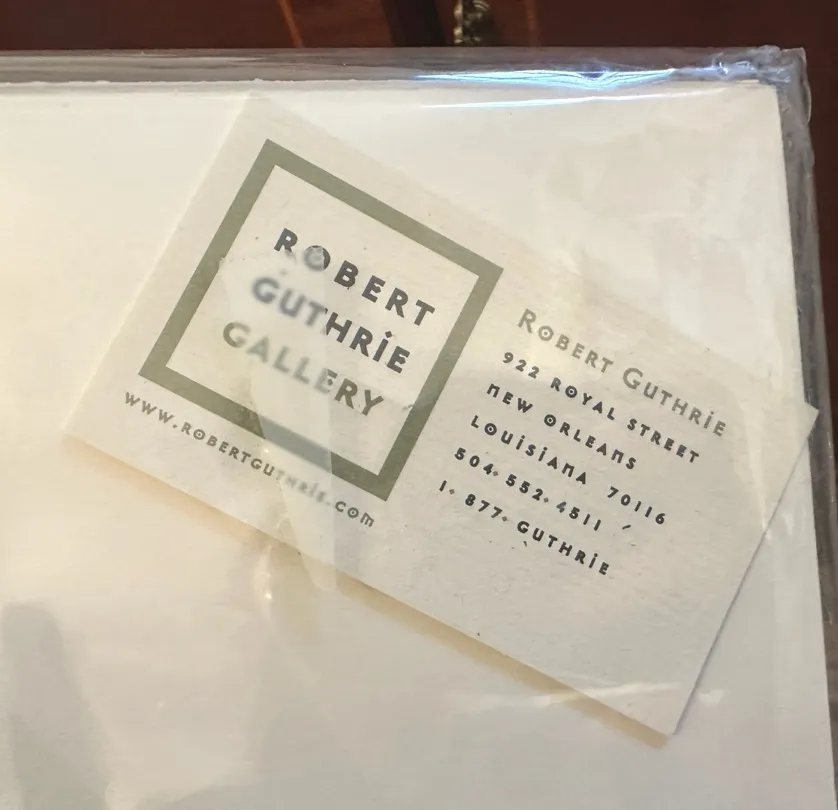 ROBERT
GUTHRIE
GALLERY
WWW.ROBERTGUTHRIE.COM
ROBERT GUTHRIE
922 ROYAL STREET
NEW ORLEANS
LOUISIANA 70116
504·552·4511
1·877·GUTHRIE